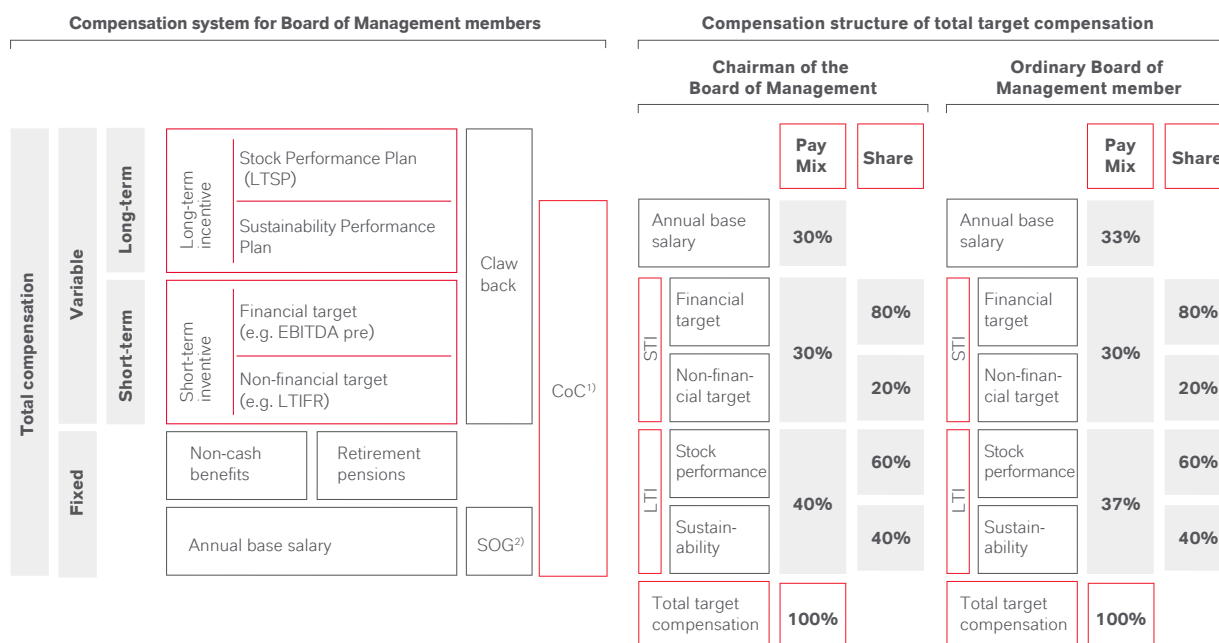 Compensation system for Board of Management members
Total compensation
Variable
Long-term
Long-term
incentive
Stock Performance Plan
(LTSP)
Sustainability Performance
Plan
Short-term
Short-term
inventive
Financial target
(e.g. EBITDA pre)
Non-financial target
(e.g. LTIFR)
Claw
back
CoC1)
Fixed
Non-cash
benefits
Retirement
pensions
Annual base salary
SOG2)
Compensation structure of total target compensation
Chairman of the
Board of Management
Pay
Mix
Share
Annual base
salary
30%
STI
Financial
target
80%
30%
Non-finan-
cial target
20%
LTI
Stock
performance
60%
40%
Sustain-
ability
40%
Total target
compensation
100%
Ordinary Board of
Management member
Pay
Mix
Share
Annual base
salary
33%
STI
Financial
target
80%
30%
Non-finan-
cial target
20%
LTI
Stock
performance
60%
37%
Sustain-
ability
40%
Total target
compensation
100%